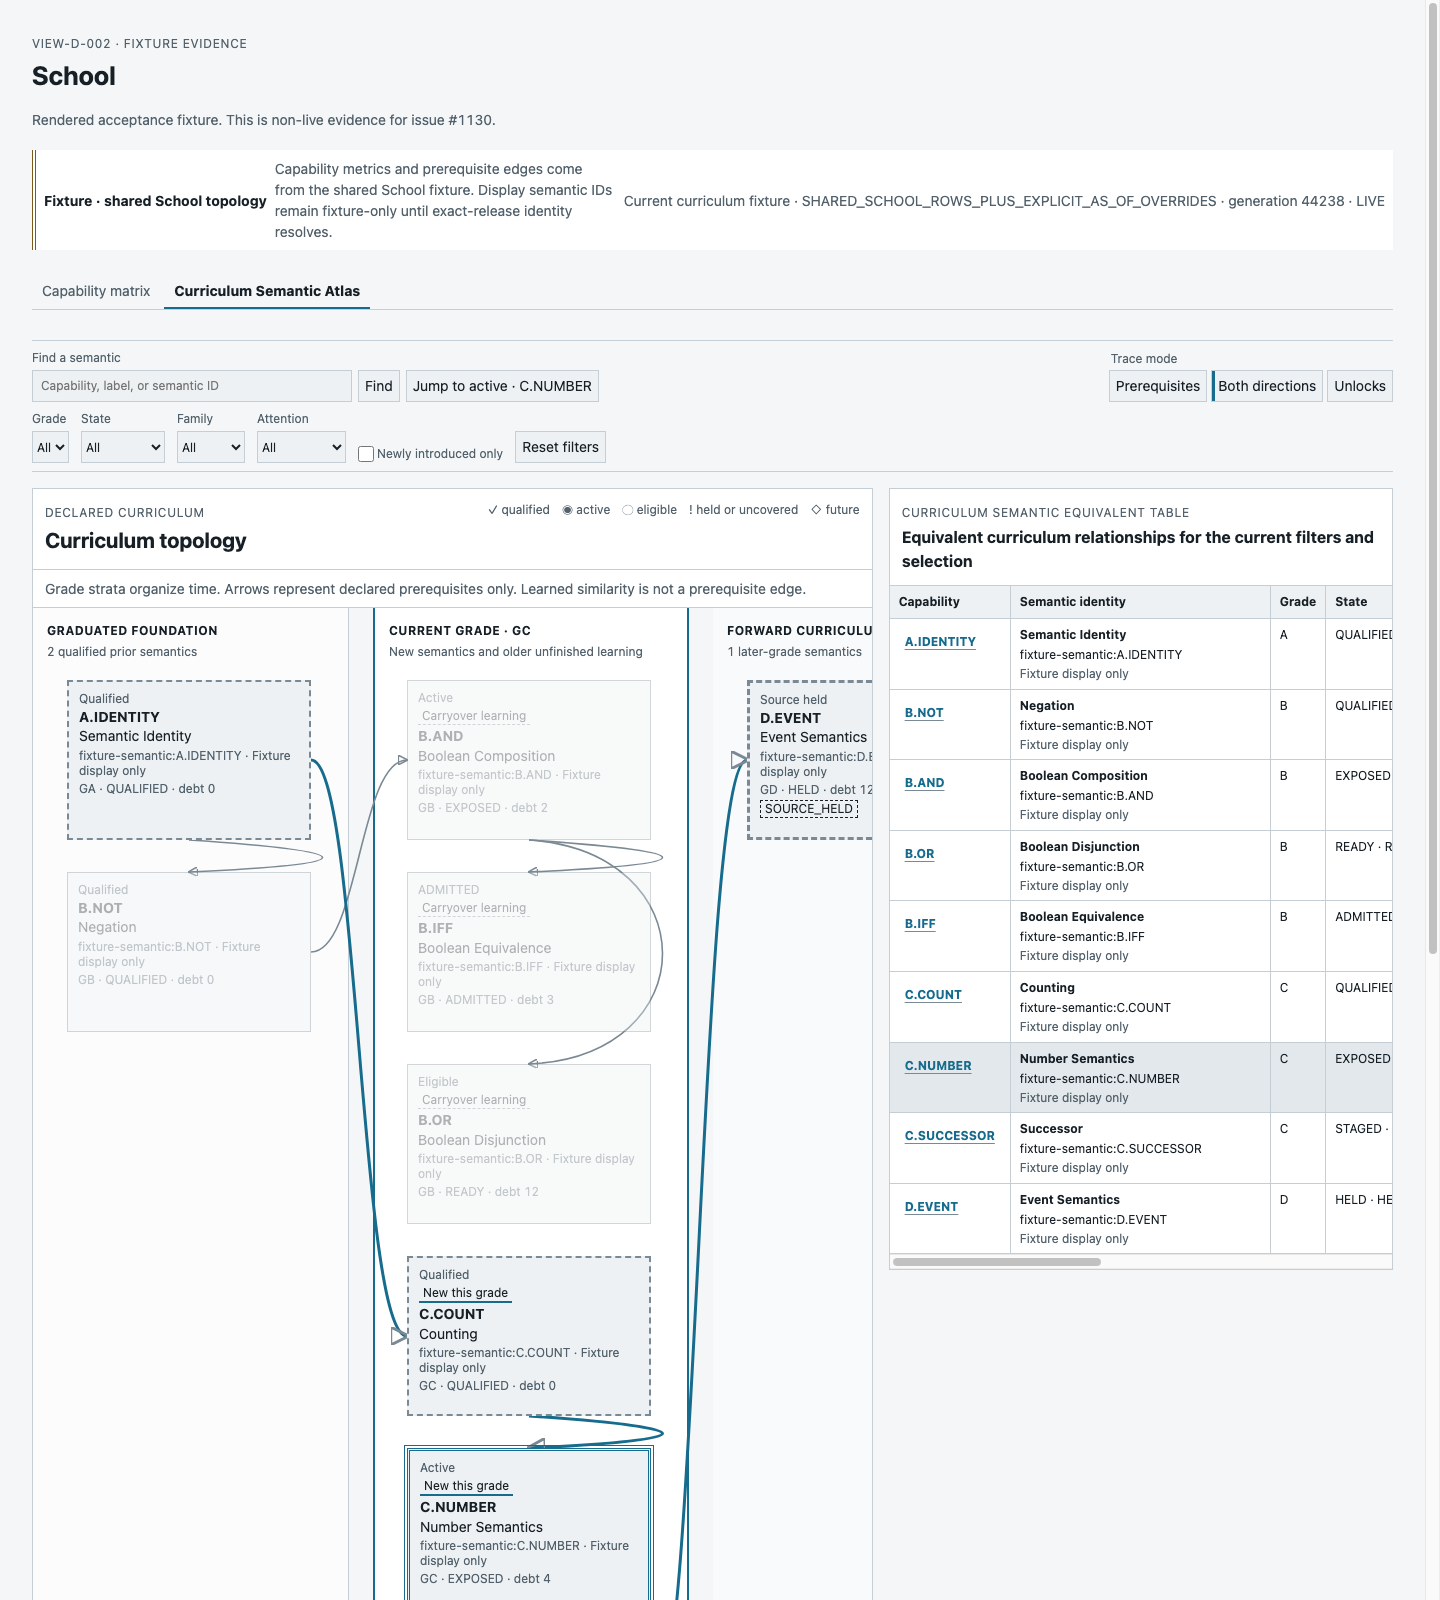 VIEW-D-002 · FIXTURE EVIDENCE
School
Rendered acceptance fixture. This is non-live evidence for issue #1130.
Fixture · shared School topology
Capability metrics and prerequisite edges come
from the shared School fixture. Display semantic IDs
remain fixture-only until exact-release identity
resolves.
Current curriculum fixture · SHARED_SCHOOL_ROWS_PLUS_EXPLICIT_AS_OF_OVERRIDES · generation 44238 · LIVE
Capability matrix
Curriculum Semantic Atlas
Find a semantic
Capability, label, or semantic ID
Find
Jump to active · C.NUMBER
Trace mode
Prerequisites
Both directions
Unlocks
Grade
State
Family
Attention
All
All
All
All
Newly introduced only
Reset filters
DECLARED CURRICULUM
✓ qualified
◉ active
◌ eligible
! held or uncovered
◇ future
Curriculum topology
Grade strata organize time. Arrows represent declared prerequisites only. Learned similarity is not a prerequisite edge.
GRADUATED FOUNDATION
2 qualified prior semantics
Qualified
A.IDENTITY
Semantic Identity
fixture-semantic:A.IDENTITY · Fixture
display only
GA · QUALIFIED · debt 0
Qualified
B.NOT
Negation
fixture-semantic:B.NOT · Fixture
display only
GB · QUALIFIED · debt 0
CURRENT GRADE · GC
New semantics and older unfinished learning
Active
Carryover learning
B.AND
Boolean Composition
fixture-semantic:B.AND · Fixture
display only
GB · EXPOSED · debt 2
ADMITTED
Carryover learning
B.IFF
Boolean Equivalence
fixture-semantic:B.IFF · Fixture display
only
GB · ADMITTED · debt 3
Eligible
Carryover learning
B.OR
Boolean Disjunction
fixture-semantic:B.OR · Fixture display
only
GB · READY · debt 12
Qualified
New this grade
C.COUNT
Counting
fixture-semantic:C.COUNT · Fixture
display only
GC · QUALIFIED · debt 0
Active
New this grade
C.NUMBER
Number Semantics
fixture-semantic:C.NUMBER · Fixture
display only
GC · EXPOSED · debt 4
FORWARD CURRICULU
1 later-grade semantics
Source held
D.EVENT
Event Semantics
fixture-semantic:D.E
display only
GD · HELD · debt 12
SOURCE_HELD
CURRICULUM SEMANTIC EQUIVALENT TABLE
Equivalent curriculum relationships for the current filters and
selection
Capability
Semantic identity
Grade
State
A.IDENTITY
Semantic Identity
fixture-semantic:A.IDENTITY
Fixture display only
A
QUALIFIED
B.NOT
Negation
fixture-semantic:B.NOT
Fixture display only
B
QUALIFIED
B.AND
Boolean Composition
fixture-semantic:B.AND
Fixture display only
B
EXPOSED
B.OR
Boolean Disjunction
fixture-semantic:B.OR
Fixture display only
B
READY · R
B.IFF
Boolean Equivalence
fixture-semantic:B.IFF
Fixture display only
B
ADMITTED
C.COUNT
Counting
fixture-semantic:C.COUNT
Fixture display only
C
QUALIFIED
C.NUMBER
Number Semantics
fixture-semantic:C.NUMBER
Fixture display only
C
EXPOSED
C.SUCCESSOR
Successor
fixture-semantic:C.SUCCESSOR
Fixture display only
C
STAGED ·
D.EVENT
Event Semantics
fixture-semantic:D.EVENT
Fixture display only
D
HELD · HE